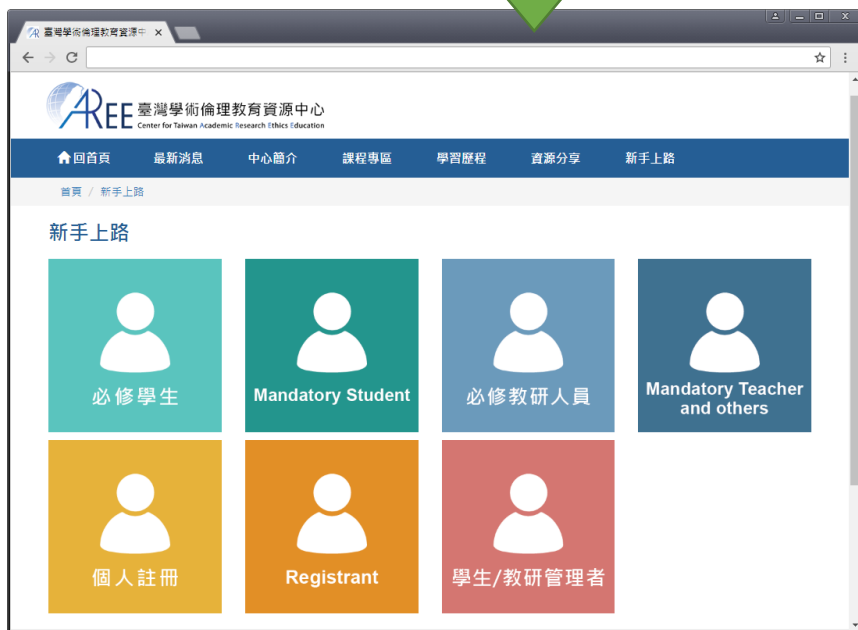 臺灣學術倫理教育資源中
AREE 臺灣學術倫理教育資源中心
Center for Taiwan Academic Research Ethics Education
回首頁 最新消息 中心簡介 課程專區 學習歷程 資源分享 新手上路
首頁 / 新手上路
新手上路
必修學生
Mandatory Student
必修教研人員
Mandatory Teacher
and others
個人註冊
Registrant
學生/教研管理者